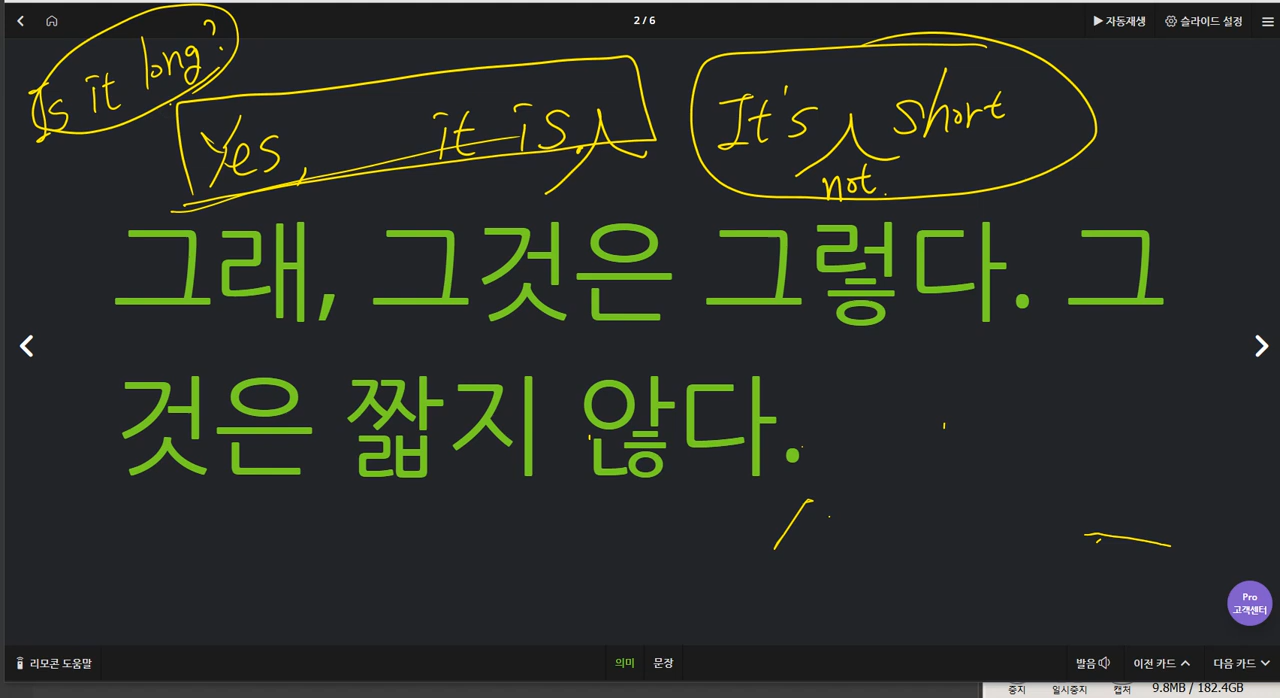 2 / 6
자동재생
슬라이드 설정
Is it long?
Yes, it is.
It's short
not.
그래, 그것은 그렇다. 그
것은 짧지 않다.
Pro
고객센터
리모콘 도움말
의미
문장
발음
이전 카드
다음 카드
중지
일시중지
캡처
9.8MB / 182.4GB